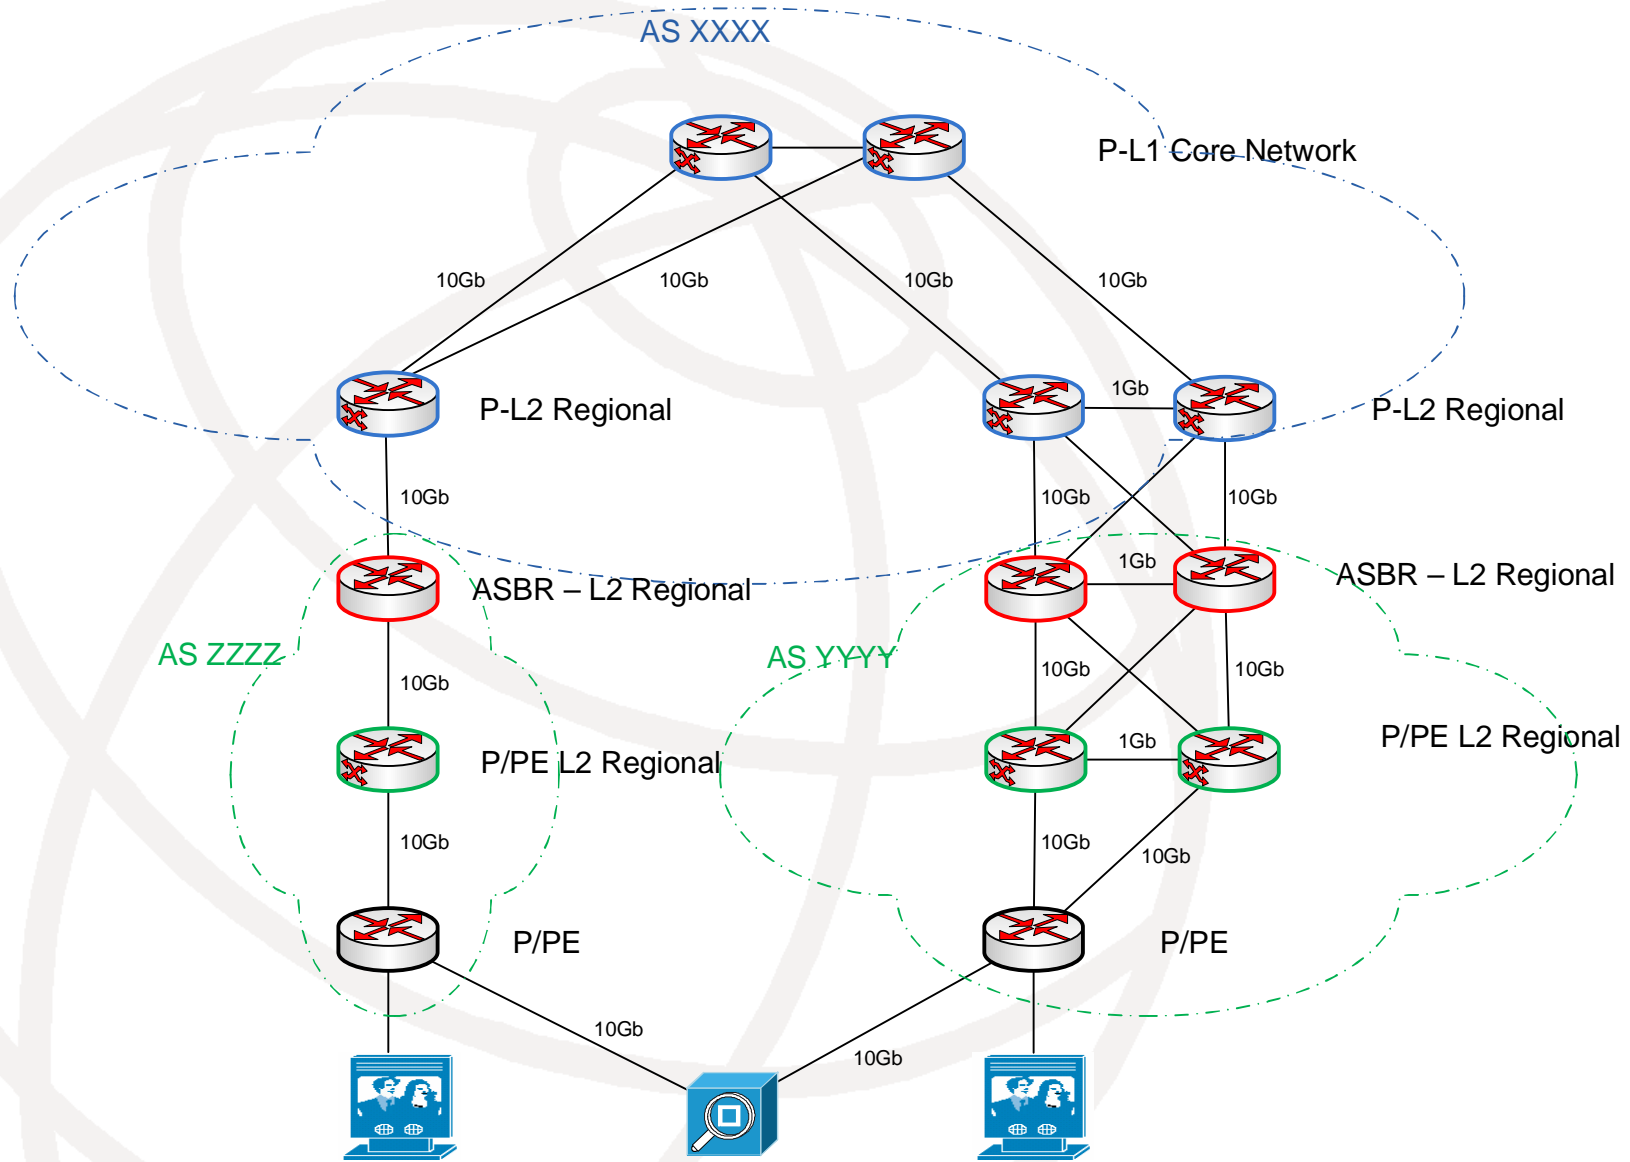 AS XXXX
P-L1 Core Network
10Gb
10Gb
10Gb
10Gb
P-L2 Regional
1Gb
P-L2 Regional
10Gb
10Gb
10Gb
ASBR – L2 Regional
1Gb
ASBR – L2 Regional
AS ZZZZ
AS YYYY
10Gb
10Gb
10Gb
P/PE L2 Regional
1Gb
P/PE L2 Regional
10Gb
10Gb
10Gb
P/PE
P/PE
10Gb
10Gb